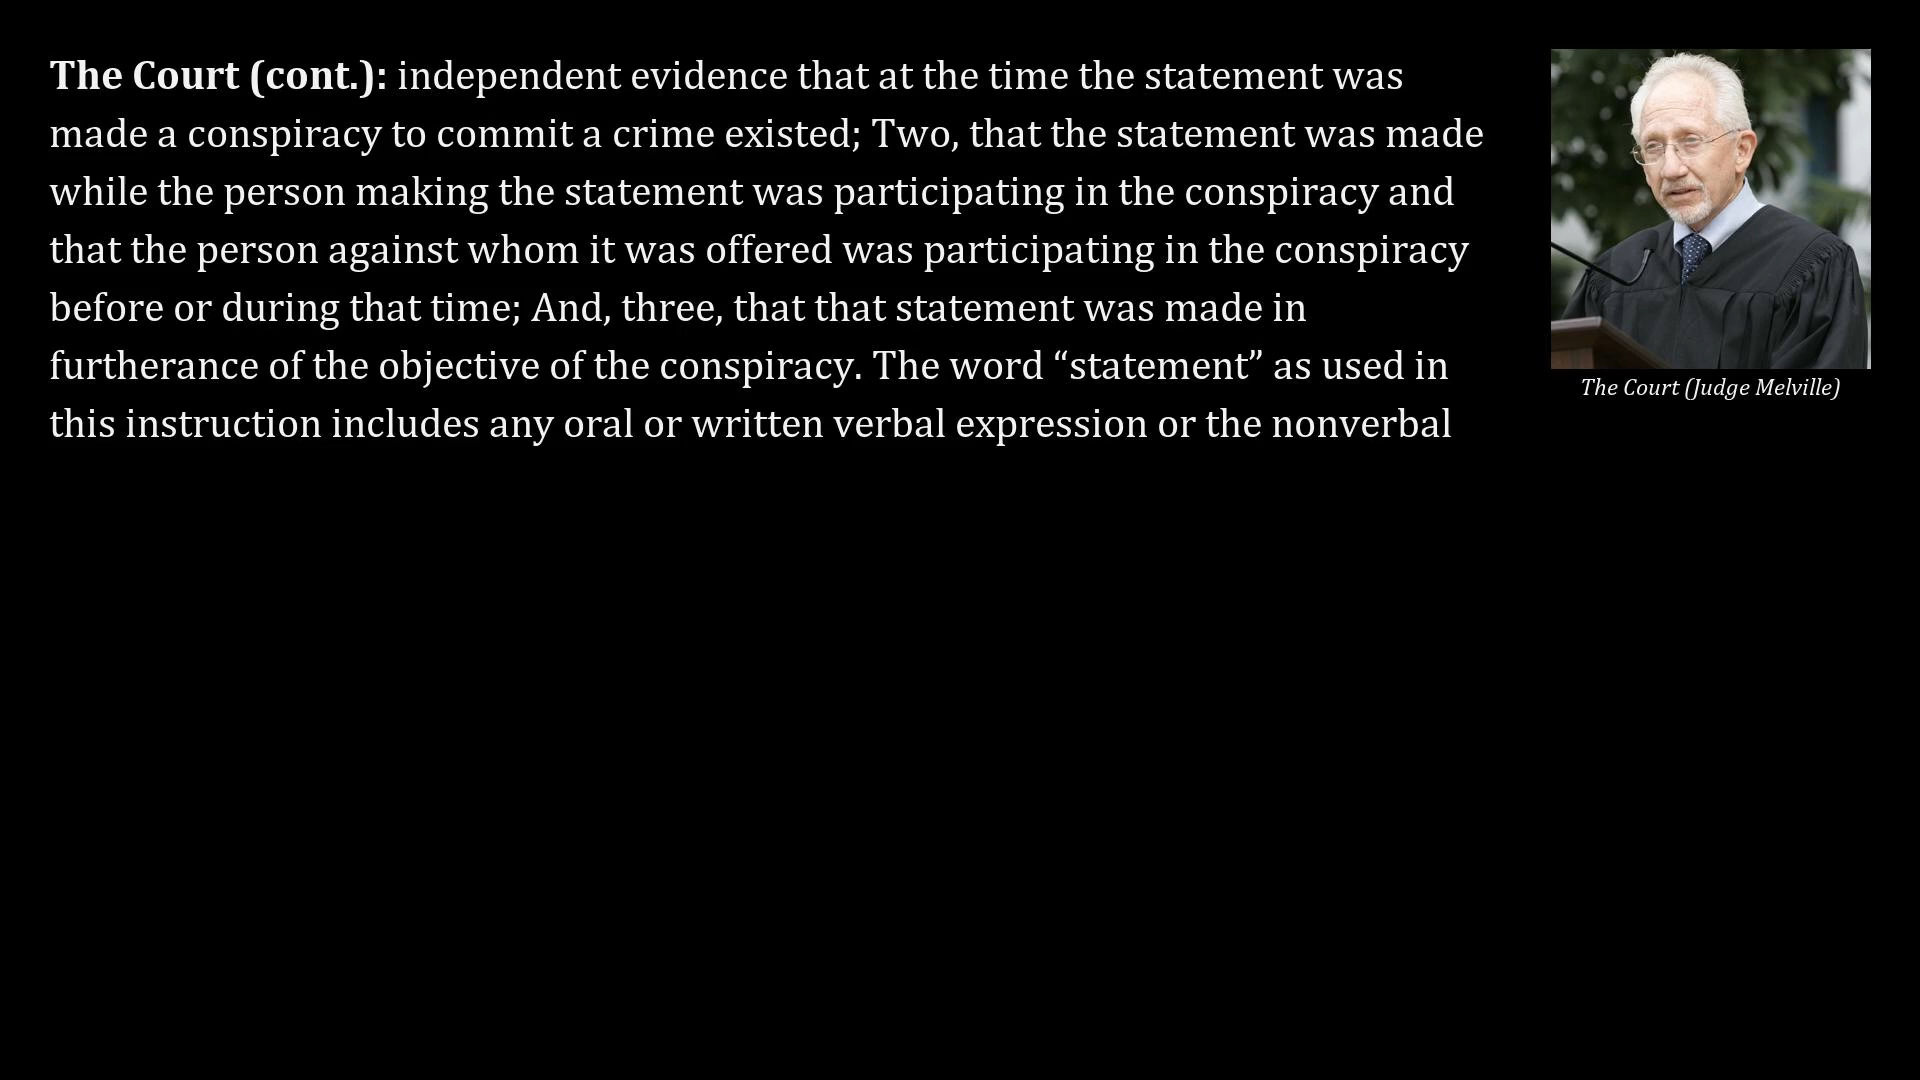 The Court (cont.): independent evidence that at the time the statement was
made a conspiracy to commit a crime existed; Two, that the statement was made
while the person making the statement was participating in the conspiracy and
that the person against whom it was offered was participating in the conspiracy
before or during that time; And, three, that that statement was made in
furtherance of the objective of the conspiracy. The word “statement” as used in
this instruction includes any oral or written verbal expression or the nonverbal
The Court (Judge Melville)